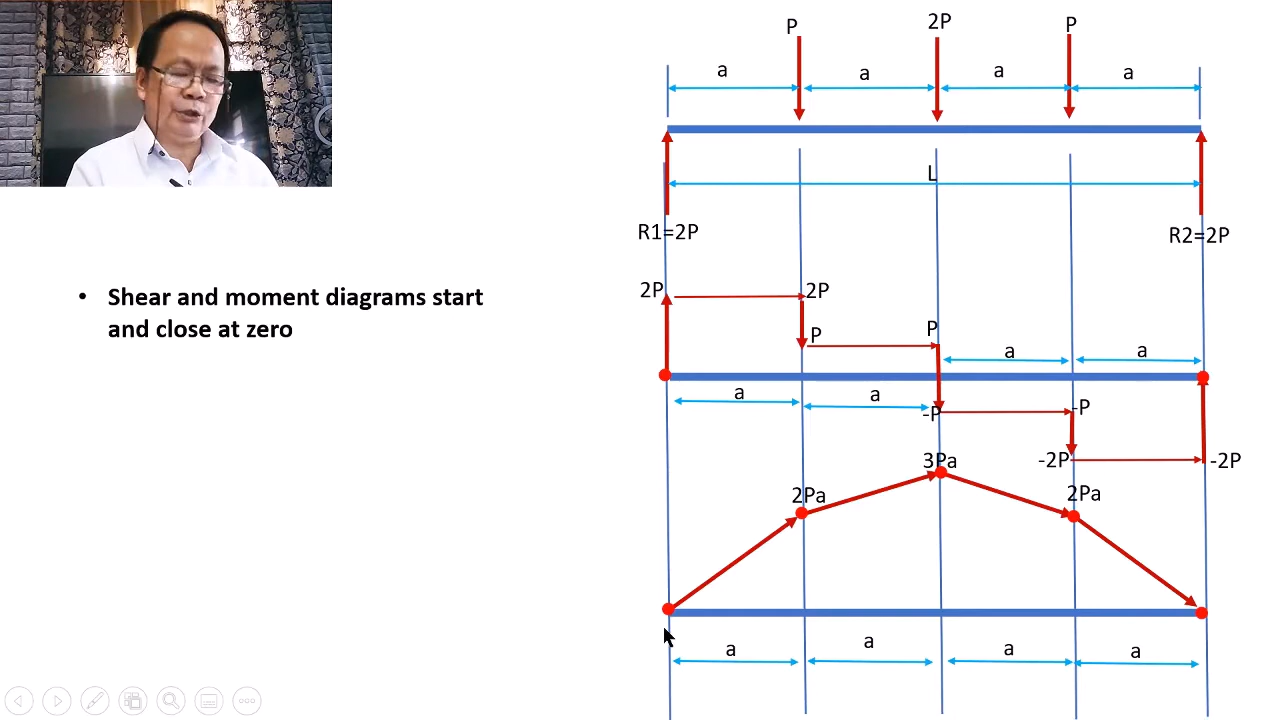 P 2P P
a a a a
L
R1=2P R2=2P
• Shear and moment diagrams start
and close at zero
2P 2P
P P
a a
a a
-P -P
-2P -2P
3Pa
2Pa 2Pa
a a a a